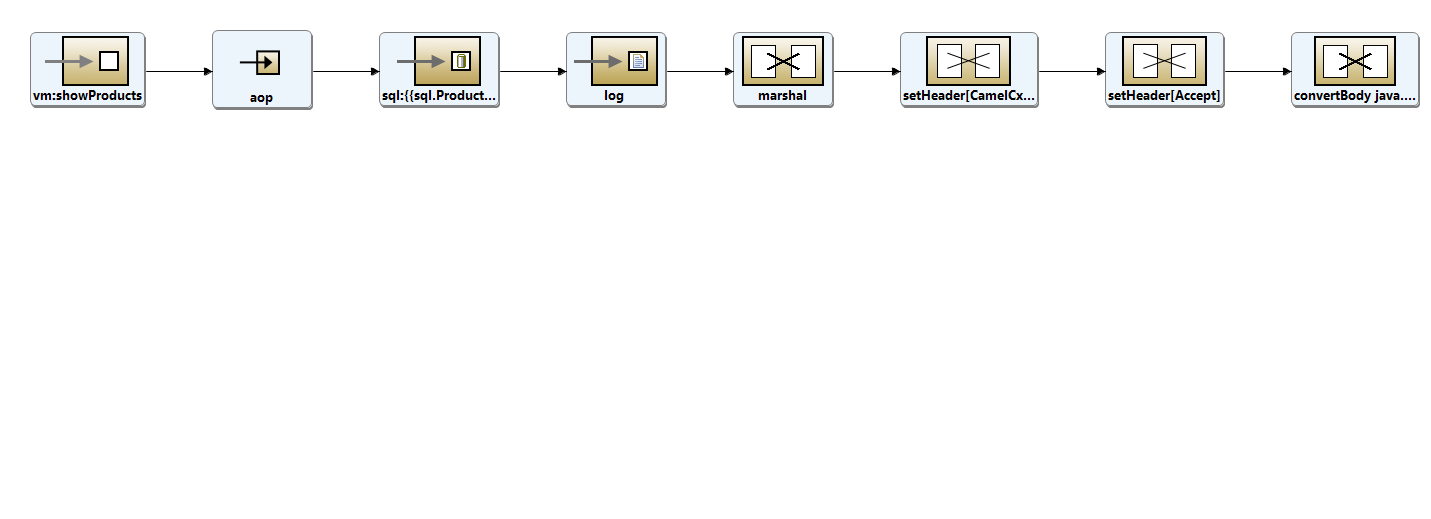 vm:showProducts
aop
sql:{{sql.Product...
log
marshal
setHeader[CamelCx...
setHeader[Accept]
convertBody java....